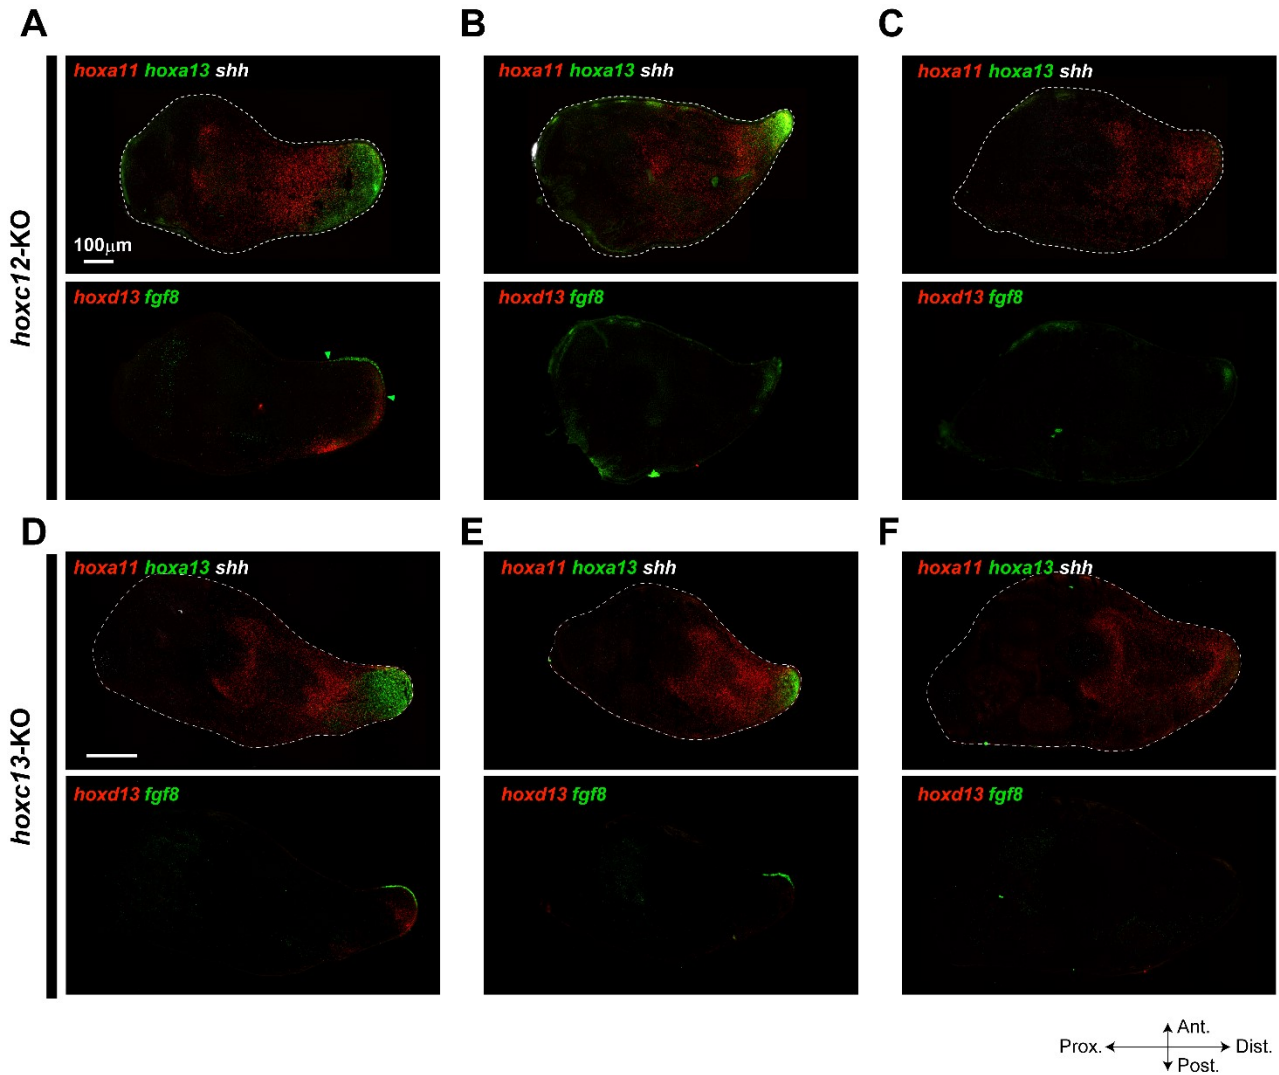 A
B
C
hoxc12-KO
hoxa11 hoxa13 shh
hoxa11 hoxa13 shh
hoxa11 hoxa13 shh
100μm
hoxd13 fgf8
hoxd13 fgf8
hoxd13 fgf8
D
E
F
hoxc13-KO
hoxa11 hoxa13 shh
hoxa11 hoxa13 shh
hoxa11 hoxa13 shh
hoxd13 fgf8
hoxd13 fgf8
hoxd13 fgf8
Ant.
Prox.
Dist.
Post.